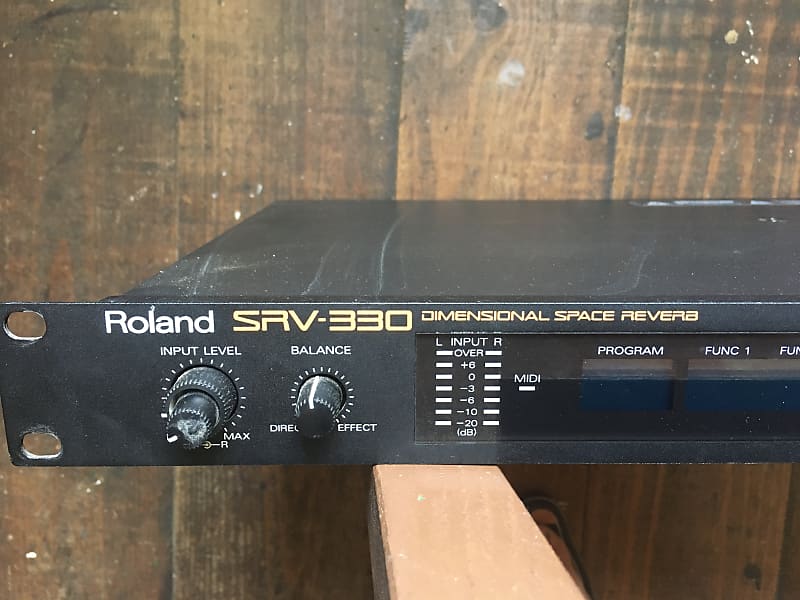 Roland SRV-330 DIMENSIONAL SPACE REVERB
INPUT LEVEL
BALANCE
L INPUT R
OVER
+6
0
-3
-6
-10
-20
(dB)
MIDI
PROGRAM
FUNC 1
MAX
EFFECT